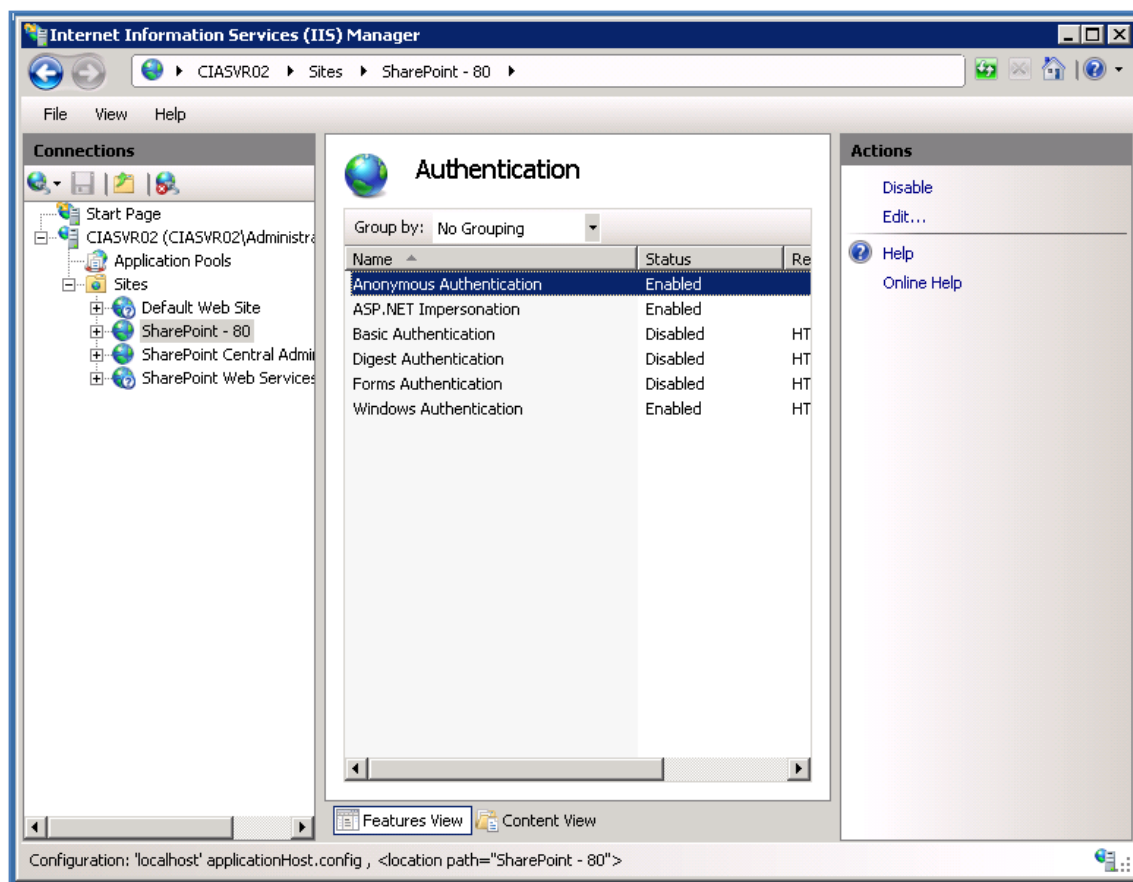 Internet Information Services (IIS) Manager
CIASVR02 Sites SharePoint - 80
File View Help
Connections
Start Page
CIASVR02 (CIASVR02\Administra
Application Pools
Sites
Default Web Site
SharePoint - 80
SharePoint Central Admi
SharePoint Web Services
Authentication
Group by: No Grouping
Name Status Re
Anonymous Authentication Enabled
ASP.NET Impersonation Enabled
Basic Authentication Disabled HT
Digest Authentication Disabled HT
Forms Authentication Disabled HT
Windows Authentication Enabled HT
Features View Content View
Actions
Disable
Edit...
Help
Online Help
Configuration: 'localhost' applicationHost.config , <location path="SharePoint - 80">